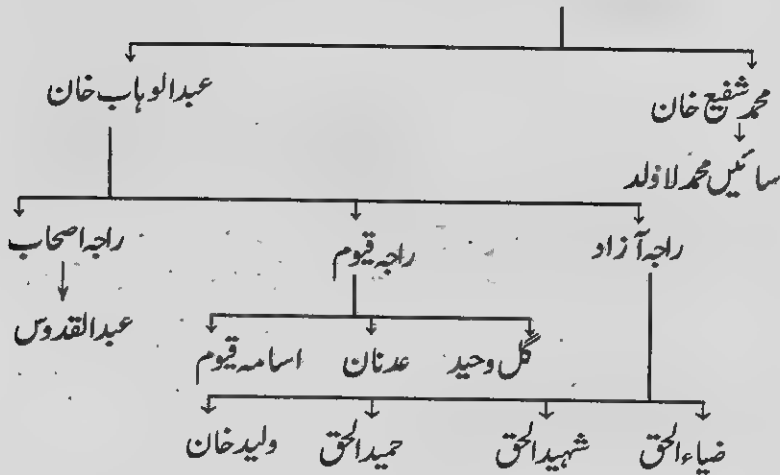 محمد شفیع خان عبدالوہاب خان
سائیں محمد لاولد
راجہ آزاد راجہ قیوم راجہ اصحاب
عبدالقدوس
گل وحید عدنان اسامہ قیوم
ضیاء الحق شہید الحق حمید الحق ولید خان